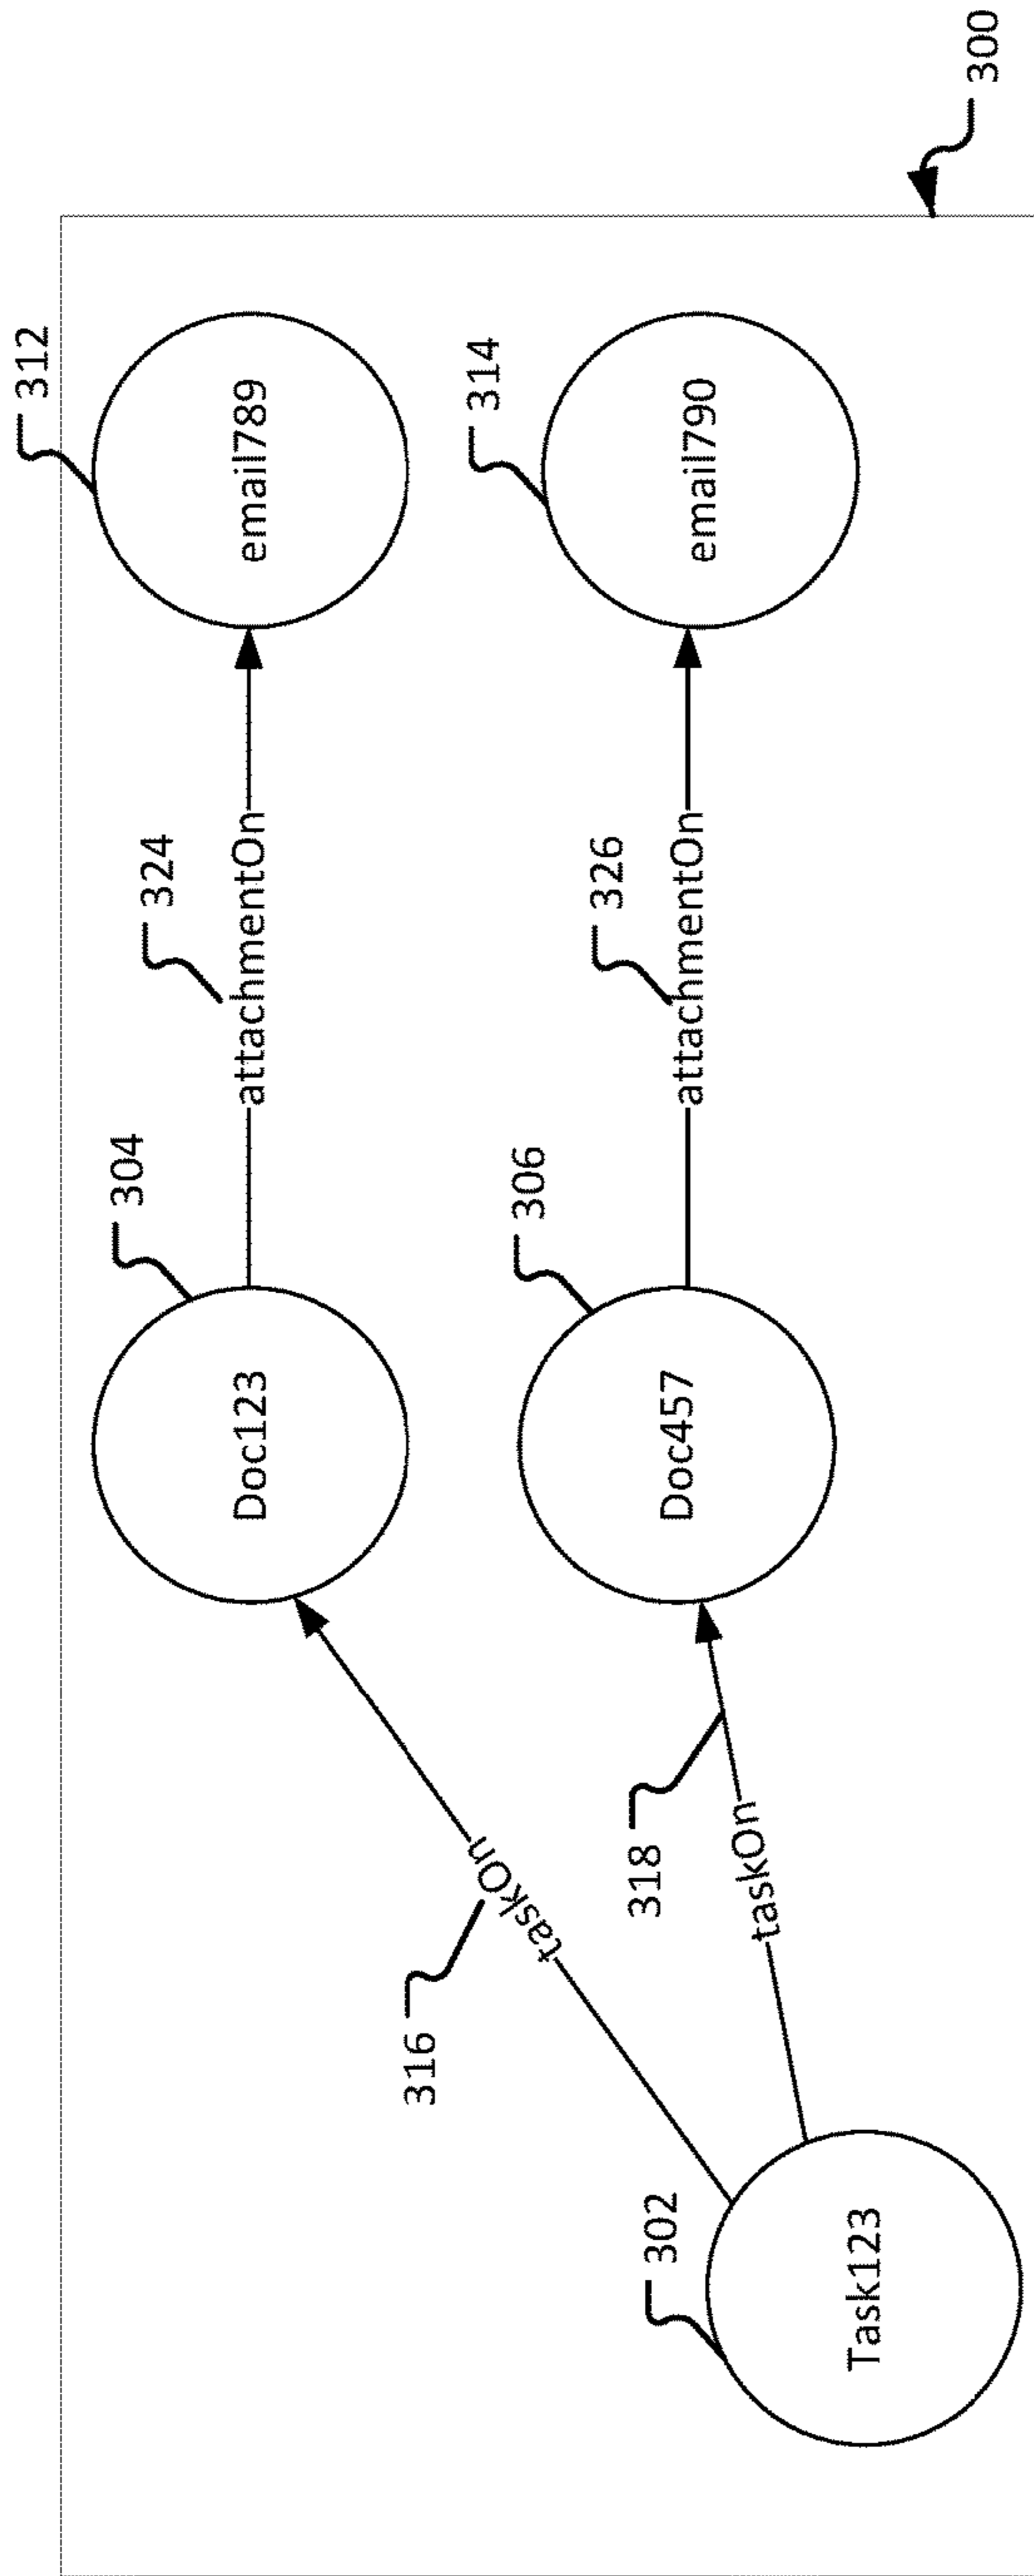 312
email789
324
attachmentOn
304
Doc123
314
email790
326
attachmentOn
306
Doc457
316
taskOn
318
taskOn
302
Task123
300